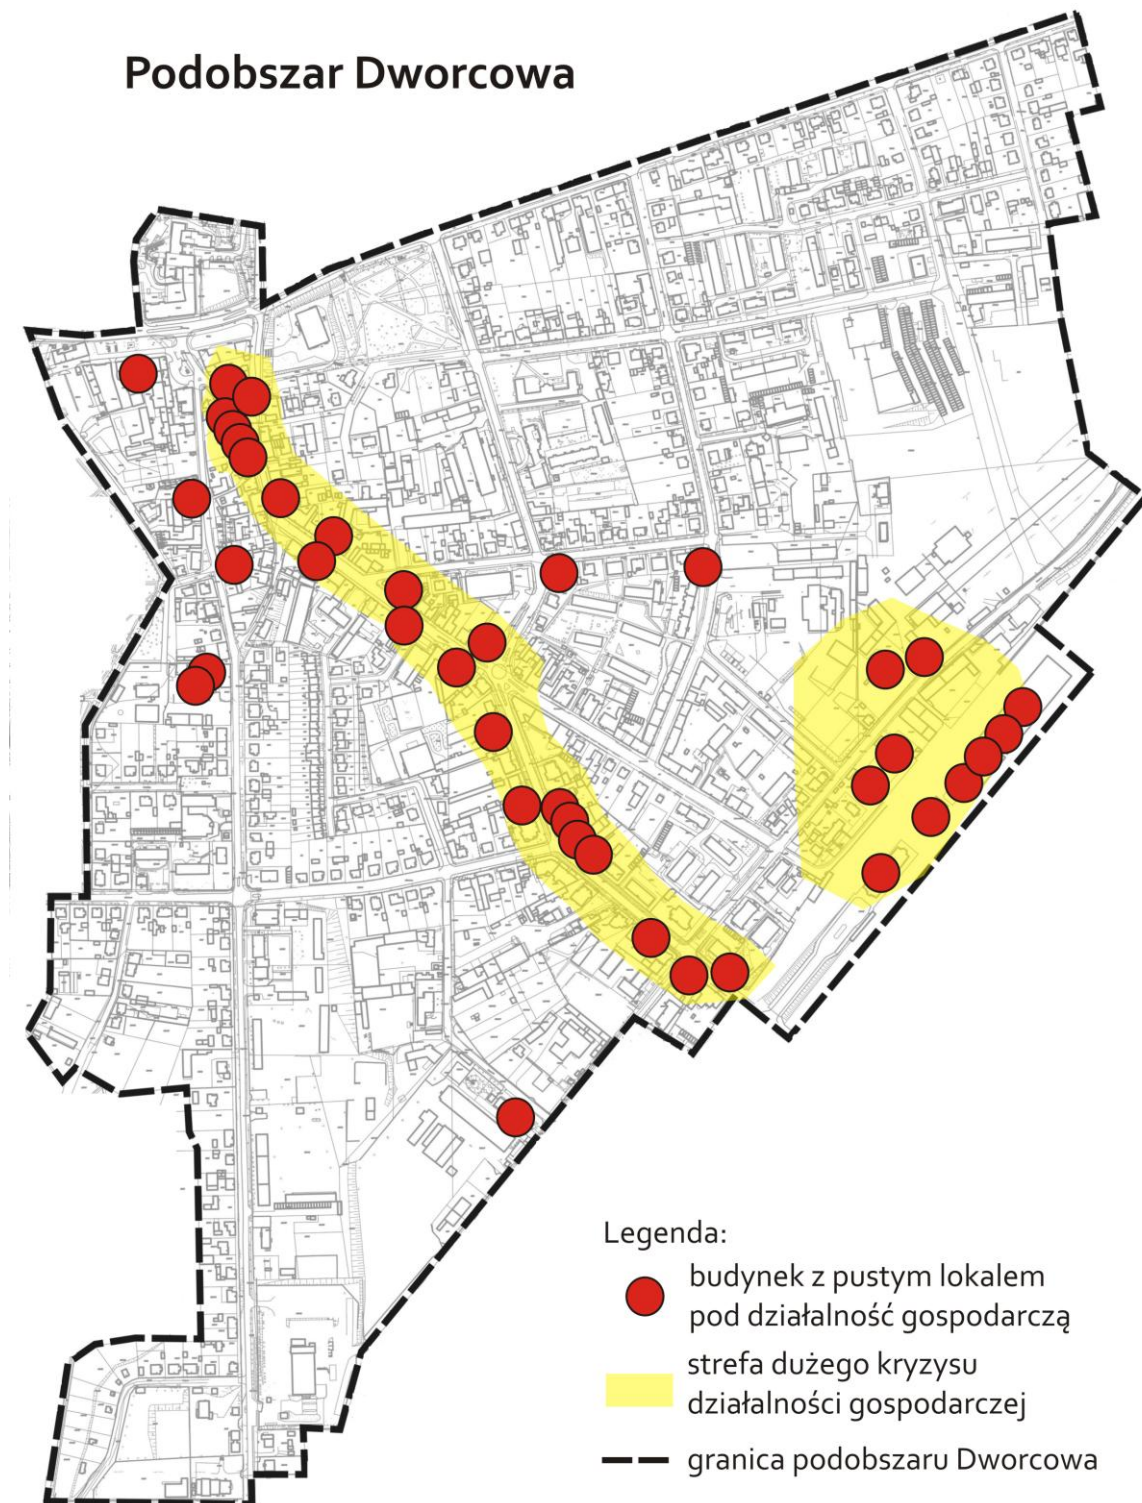 Podobszar Dworcowa
Legenda:
budynek z pustym lokalem
pod działalność gospodarczą
strefa dużego kryzysu
działalności gospodarczej
granica podobszaru Dworcowa